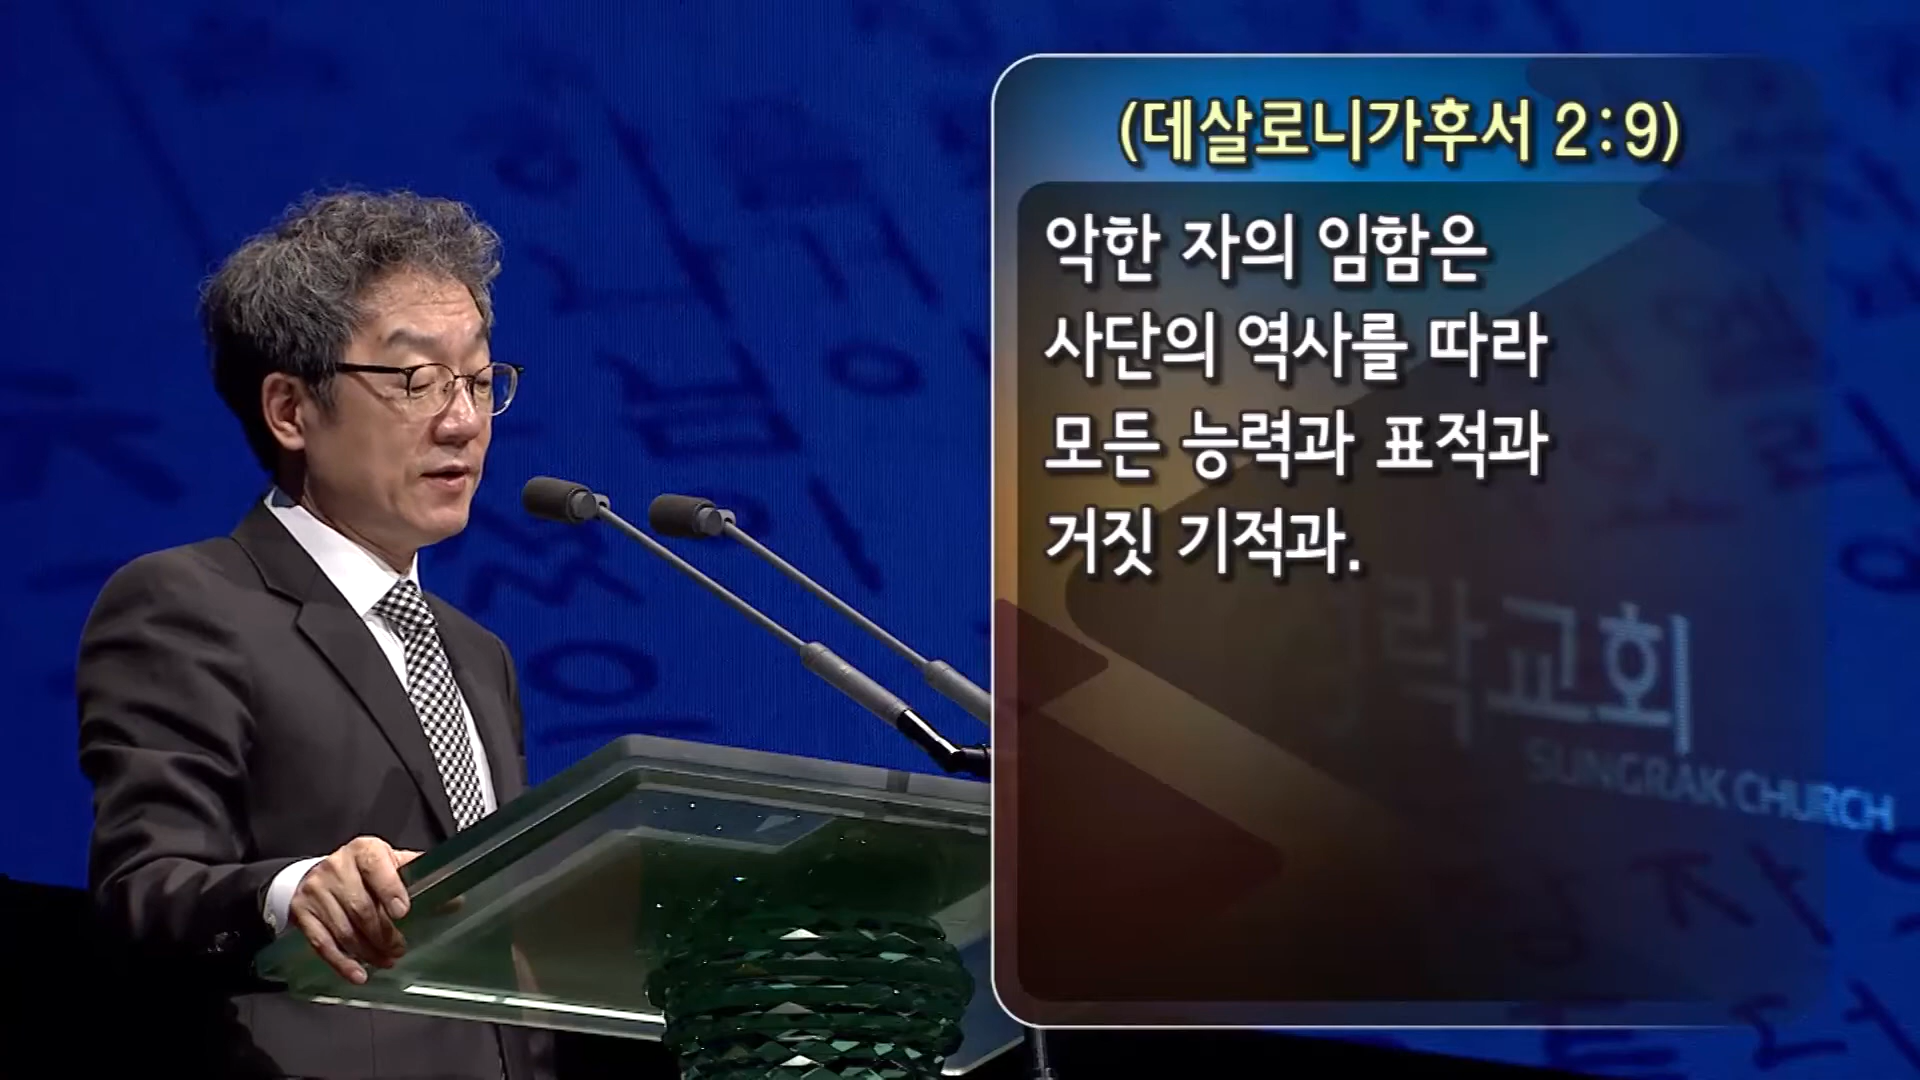 (데살로니가후서 2:9)
악한 자의 임함은
사단의 역사를 따라
모든 능력과 표적과
거짓 기적과.
락교회
SUNGRAK CHURCH